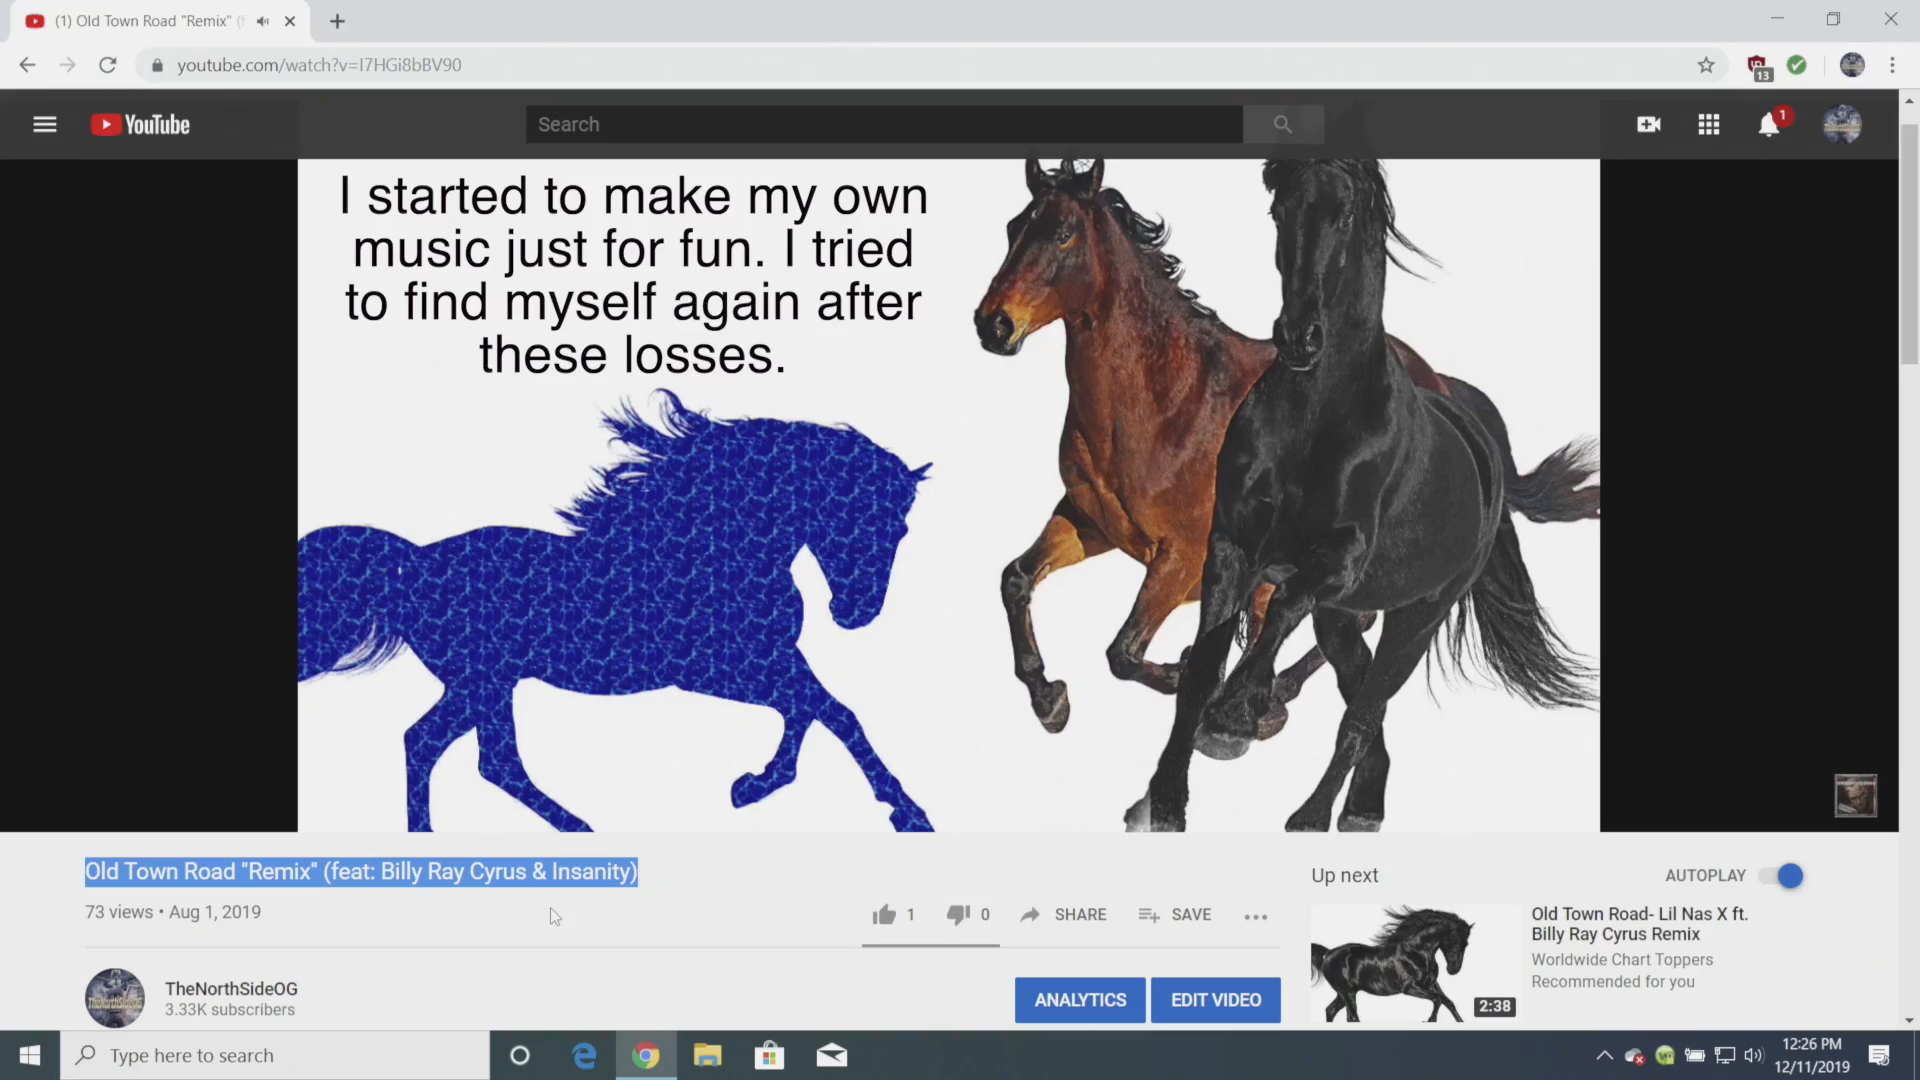 (1) Old Town Road "Remix" (f
youtube.com/watch?v=I7HGi8bBV90
13
YouTube
Search
1
I started to make my own
music just for fun. I tried
to find myself again after
these losses.
Old Town Road "Remix" (feat: Billy Ray Cyrus & Insanity)
73 views • Aug 1, 2019
1
0
SHARE
SAVE
TheNorthSideOG
3.33K subscribers
ANALYTICS
EDIT VIDEO
Up next
AUTOPLAY
Old Town Road- Lil Nas X ft.
Billy Ray Cyrus Remix
Worldwide Chart Toppers
Recommended for you
2:38
Type here to search
12:26 PM
12/11/2019